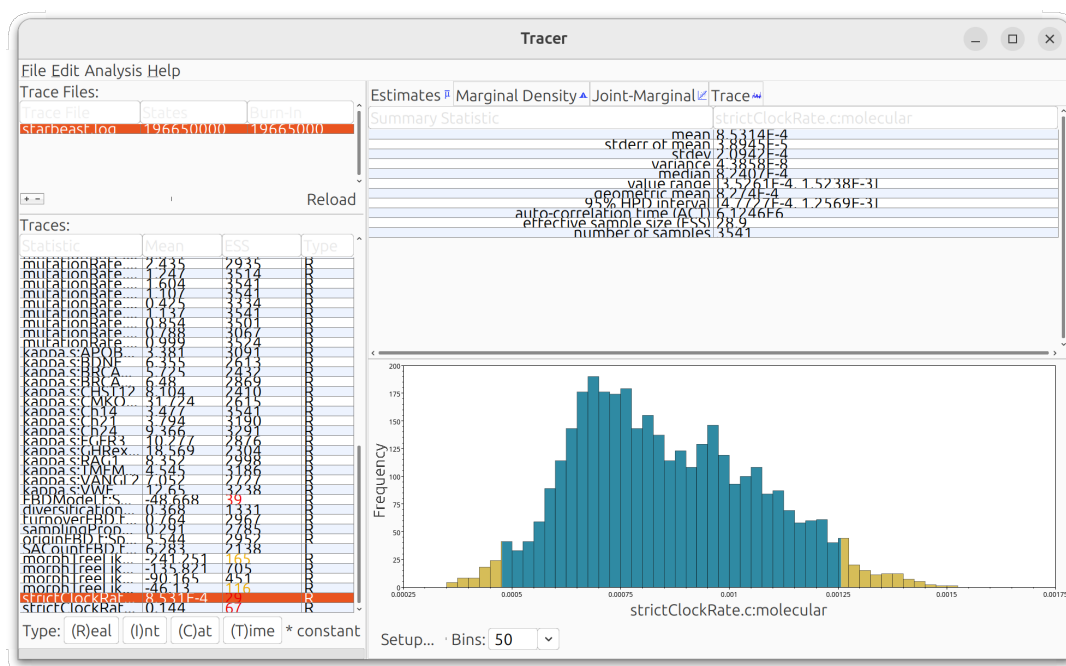 Tracer
File Edit Analysis Help
Trace Files:
Trace File States Burn-In
starbeast.log 196650000 19665000
+ -
Reload
Traces:
Statistic Mean ESS Type
mutationRate.... 2.435 2935 R
mutationRate.... 1.247 3514 R
mutationRate.... 1.604 3541 R
mutationRate.... 1.107 3541 R
mutationRate.... 0.425 3334 R
mutationRate.... 1.137 3541 R
mutationRate.... 0.854 3501 R
mutationRate.... 0.788 3067 R
mutationRate.... 0.999 3524 R
kappa.s:APOB... 3.381 3091 R
kappa.s:BDNF... 6.355 2613 R
kappa.s:BRCA... 5.725 2432 R
kappa.s:BRCA... 6.48 2869 R
kappa.s:CHST12 8.104 2410 R
kappa.s:CMKO... 31.724 2615 R
kappa.s:Ch14 3.477 3541 R
kappa.s:Ch21 3.794 3190 R
kappa.s:Ch24 9.366 3291 R
kappa.s:EGFR3 10.277 2876 R
kappa.s:GHRex... 18.569 2304 R
kappa.s:RAG1 8.352 2998 R
kappa.s:TMEM... 4.545 3186 R
kappa.s:VANGL2 7.052 2727 R
kappa.s:VWF 12.65 3238 R
FBDModel.t:S... -48.668 39 R
diversification... 0.368 1331 R
turnoverFBD.t... 0.764 2967 R
samplingProp... 0.291 2785 R
originFBD.t:Sp... 5.544 2952 R
SACountFBD.t... 6.283 2138
morphTreeLik... -241.251 165 R
morphTreeLik... -135.821 705 R
morphTreeLik... -90.165 451 R
morphTreeLik... -46.13 116 R
strictClockRat... 8.531E-4 29 R
strictClockRat... 0.144 67 R
Type: (R)eal (I)nt (C)at (T)ime * constant
Estimates Marginal Density Joint-Marginal Trace
Summary Statistic strictClockRate.c:molecular
mean 8.5314E-4
stderr of mean 3.8945E-5
stdev 2.0942E-4
variance 4.3858E-8
median 8.2407E-4
value range [3.5261E-4, 1.5238E-3]
geometric mean 8.274E-4
95% HPD interval [4.7727E-4, 1.2569E-3]
auto-correlation time (ACT) 6.1246E6
effective sample size (ESS) 28.9
number of samples 3541
200
175
150
125
100
75
50
25
0
Frequency
0.00025 0.0005 0.00075 0.001 0.00125 0.0015 0.00175
strictClockRate.c:molecular
Setup... Bins: 50